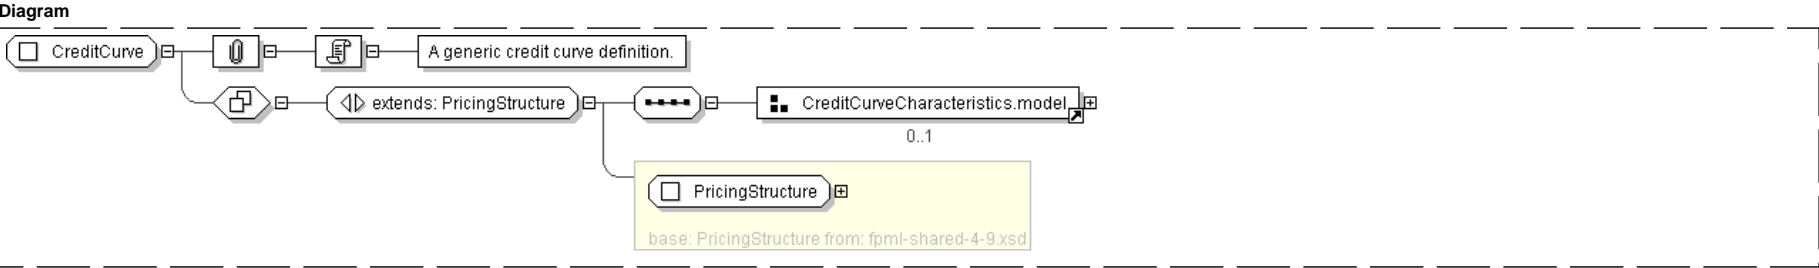 Diagram
CreditCurve
A generic credit curve definition.
extends: PricingStructure
CreditCurveCharacteristics.model
0..1
PricingStructure
base: PricingStructure from: fpml-shared-4-9.xsd